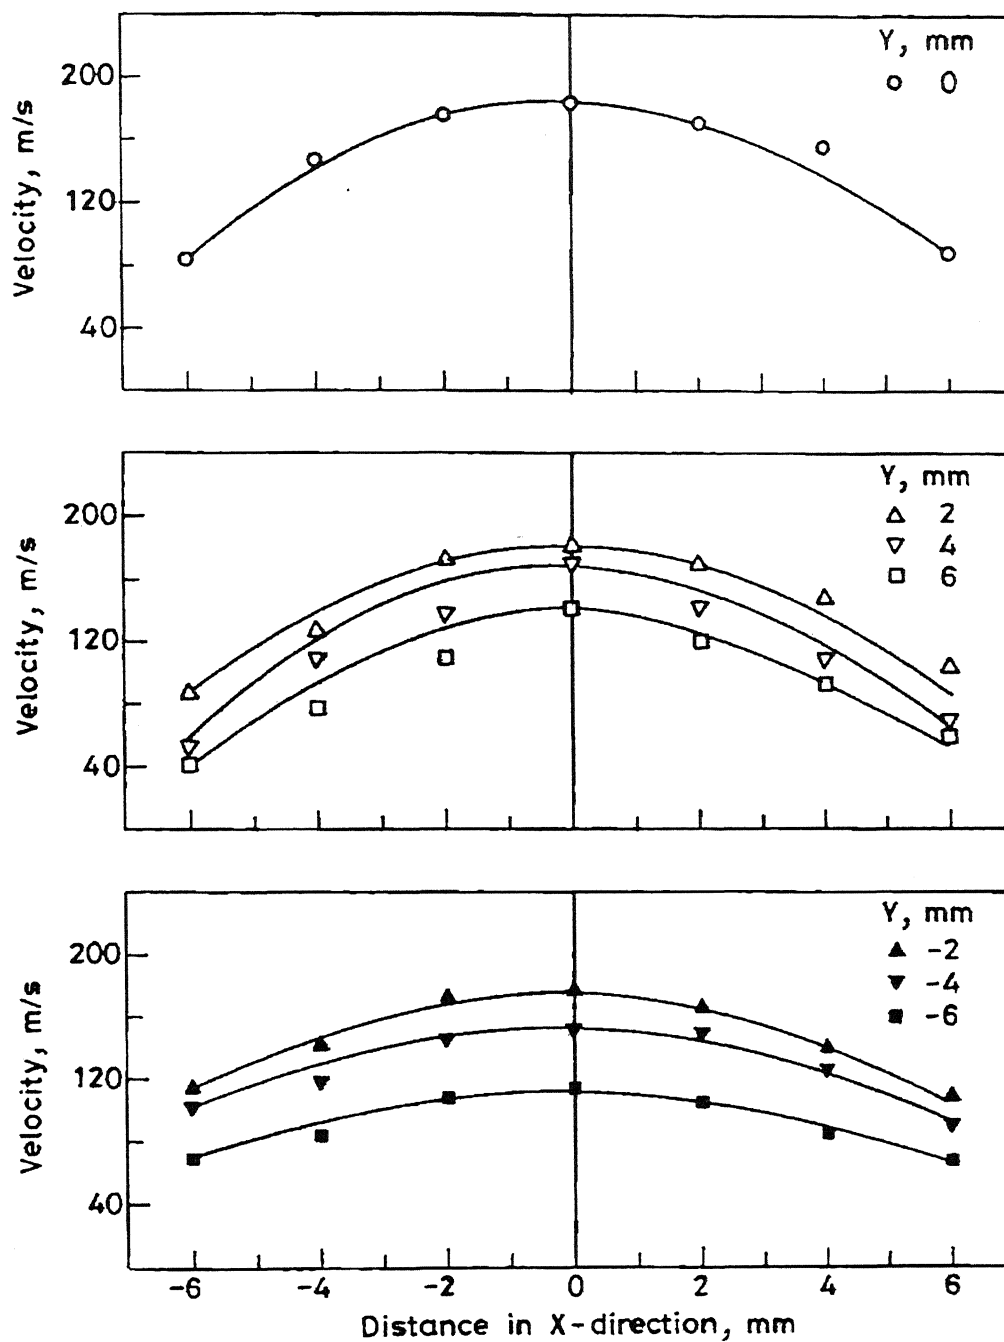 Y, mm
○ 0
200
120
40
Velocity, m/s
Y, mm
△ 2
▽ 4
□ 6
200
120
40
Velocity, m/s
Y, mm
▲ -2
▼ -4
■ -6
200
120
40
Velocity, m/s
-6 -4 -2 0 2 4 6
Distance in X-direction, mm